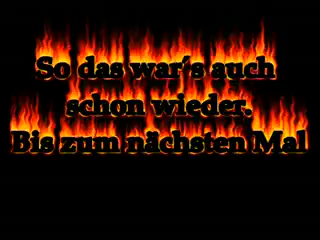 So das war´s auch
schon wieder.
Bis zum nächsten Mal